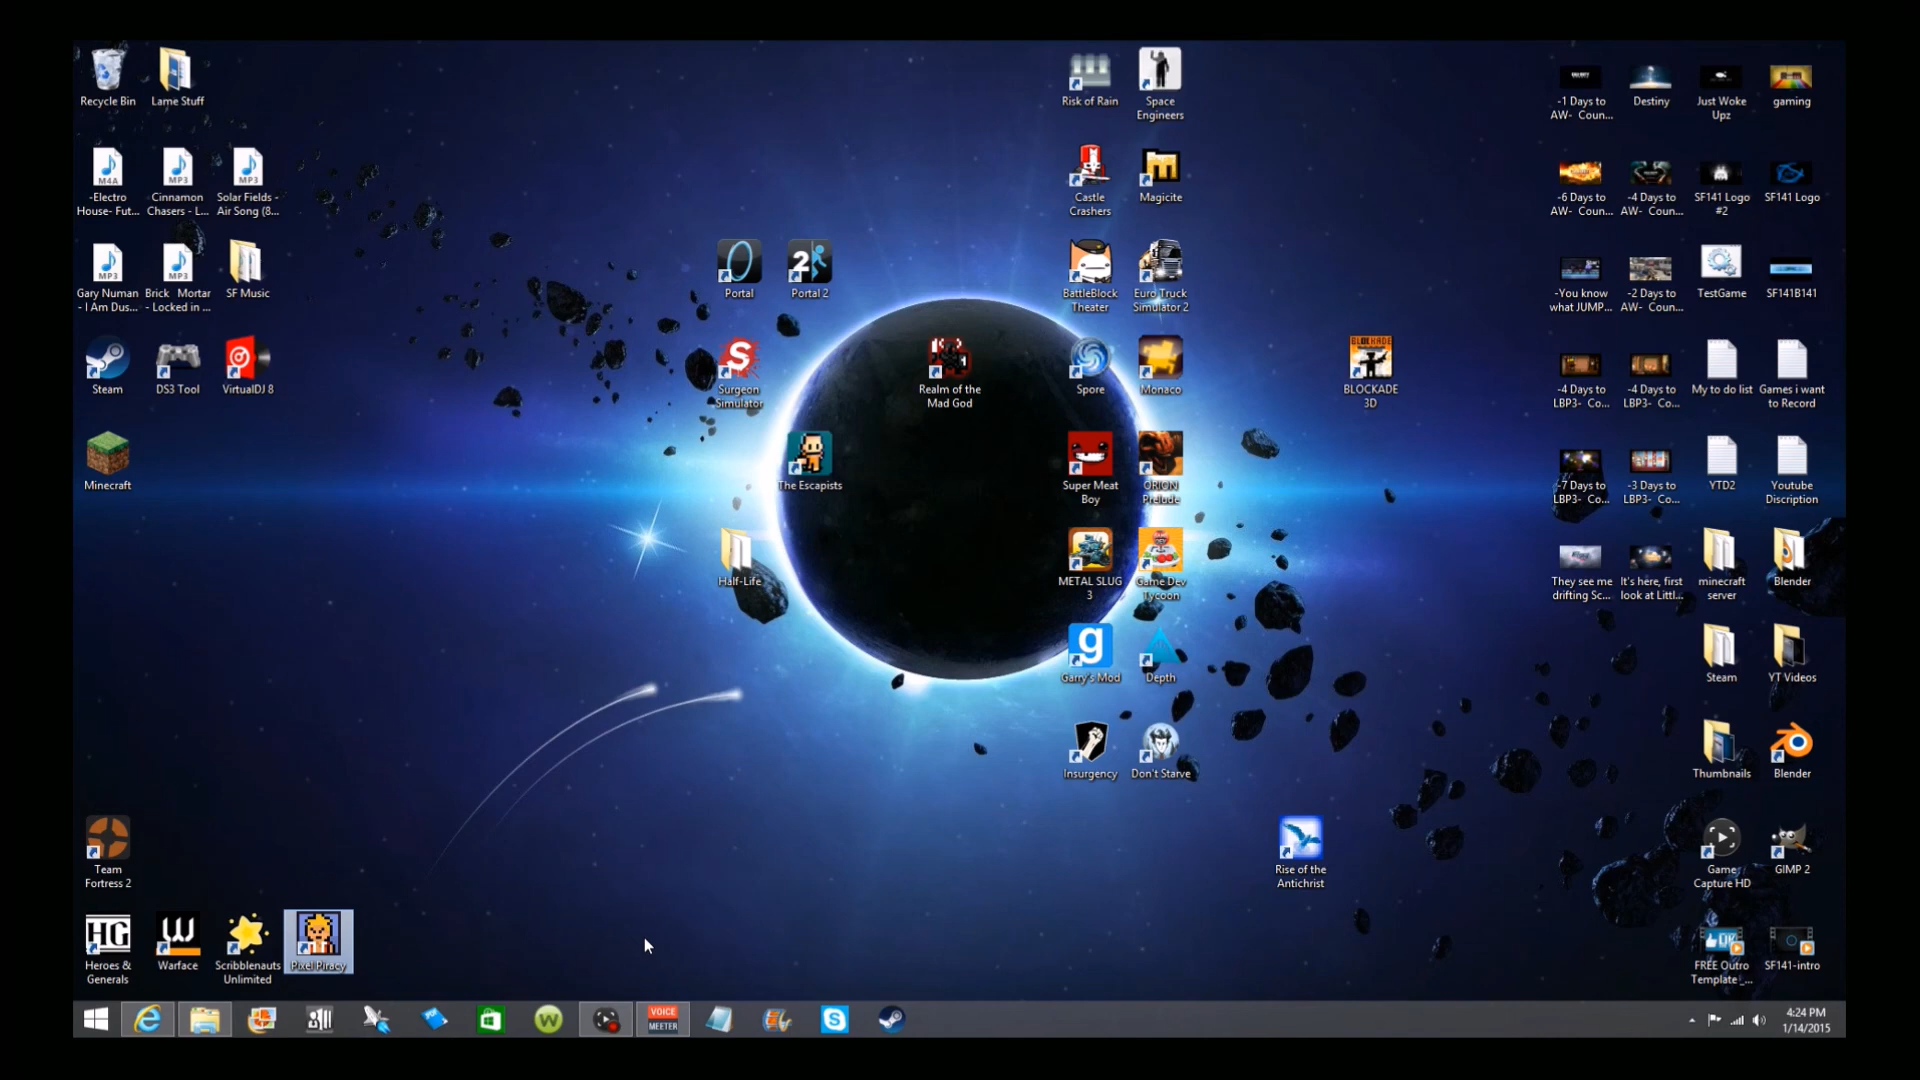 Recycle Bin
Lame Stuff
Risk of Rain
Space
Engineers
-1 Days to
AW- Coun...
Destiny
Just Woke
Upz
gaming
M4A
-Electro
House- Fut...
MP3
Cinnamon
Chasers - L...
MP3
Solar Fields -
Air Song (8...
Castle
Crashers
Magicite
-6 Days to
AW- Coun...
-4 Days to
AW- Coun...
SF141 Logo
#2
SF141 Logo
MP3
Gary Numan
- I Am Dus...
MP3
Brick Mortar
- Locked in ...
SF Music
Portal
2
Portal 2
BattleBlock
Theater
Euro Truck
Simulator 2
-You know
what JUMP...
-2 Days to
AW- Coun...
TestGame
SF141B141
Steam
DS3 Tool
VirtualDJ 8
S
Surgeon
Simulator
Realm of the
Mad God
Spore
Monaco
BLOCKADE
BLOCKADE
3D
-4 Days to
LBP3- Co...
-4 Days to
LBP3- Co...
My to do list
Games i want
to Record
Minecraft
The Escapists
Super Meat
Boy
ORION
Prelude
-7 Days to
LBP3- Co...
-3 Days to
LBP3- Co...
YTD2
Youtube
Discription
Half-Life
METAL SLUG
3
Game Dev
Tycoon
They see me
drifting Sc...
It's here, first
look at Littl...
minecraft
server
Blender
g
Garry's Mod
Depth
Steam
YT Videos
Insurgency
Don't Starve
Thumbnails
Blender
Team
Fortress 2
Rise of the
Antichrist
Game
Capture HD
GIMP 2
HG
Heroes &
Generals
W
Warface
Scribblenauts
Unlimited
Pixel Piracy
FREE Outro
Template_...
SF141-intro
VOICE
MEETER
4:24 PM
1/14/2015